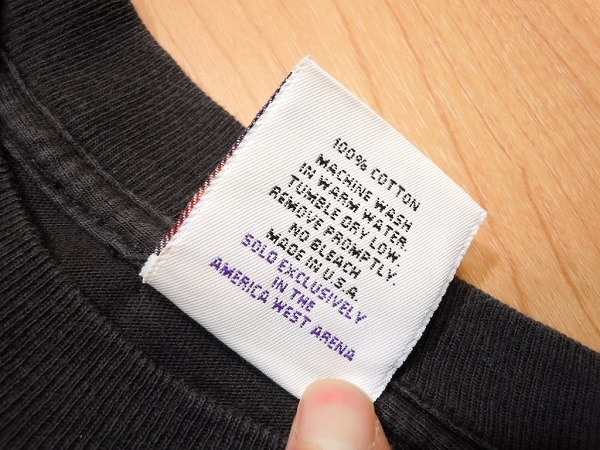 100% COTTON
MACHINE WASH
IN WARM WATER.
TUMBLE DRY LOW,
REMOVE PROMPTLY.
NO BLEACH
MADE IN U.S.A.
SOLD EXCLUSIVELY
IN THE
AMERICA WEST ARENA